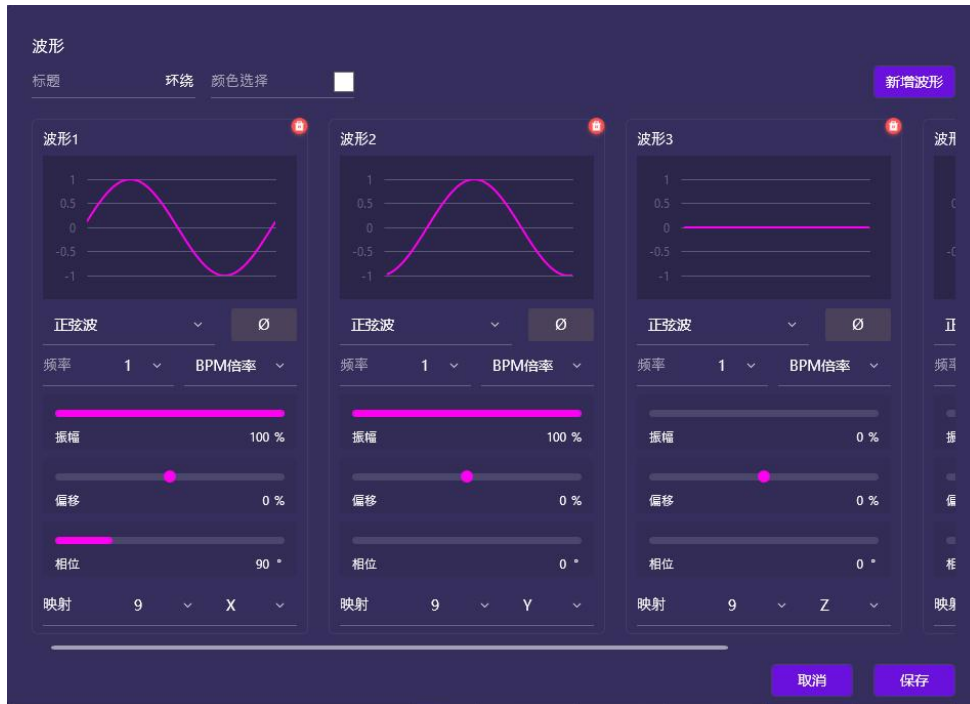 波形
标题 环绕 颜色选择 新增波形
波形1 波形2 波形3
1 1 1
0.5 0.5 0.5
0 0 0
-0.5 -0.5 -0.5
-1 -1 -1
正弦波 Ø 正弦波 Ø 正弦波 Ø
频率 1 BPM倍率 频率 1 BPM倍率 频率 1 BPM倍率
振幅 100 % 振幅 100 % 振幅 0 %
偏移 0 % 偏移 0 % 偏移 0 %
相位 90 ° 相位 0 ° 相位 0 °
映射 9 X 映射 9 Y 映射 9 Z
取消 保存